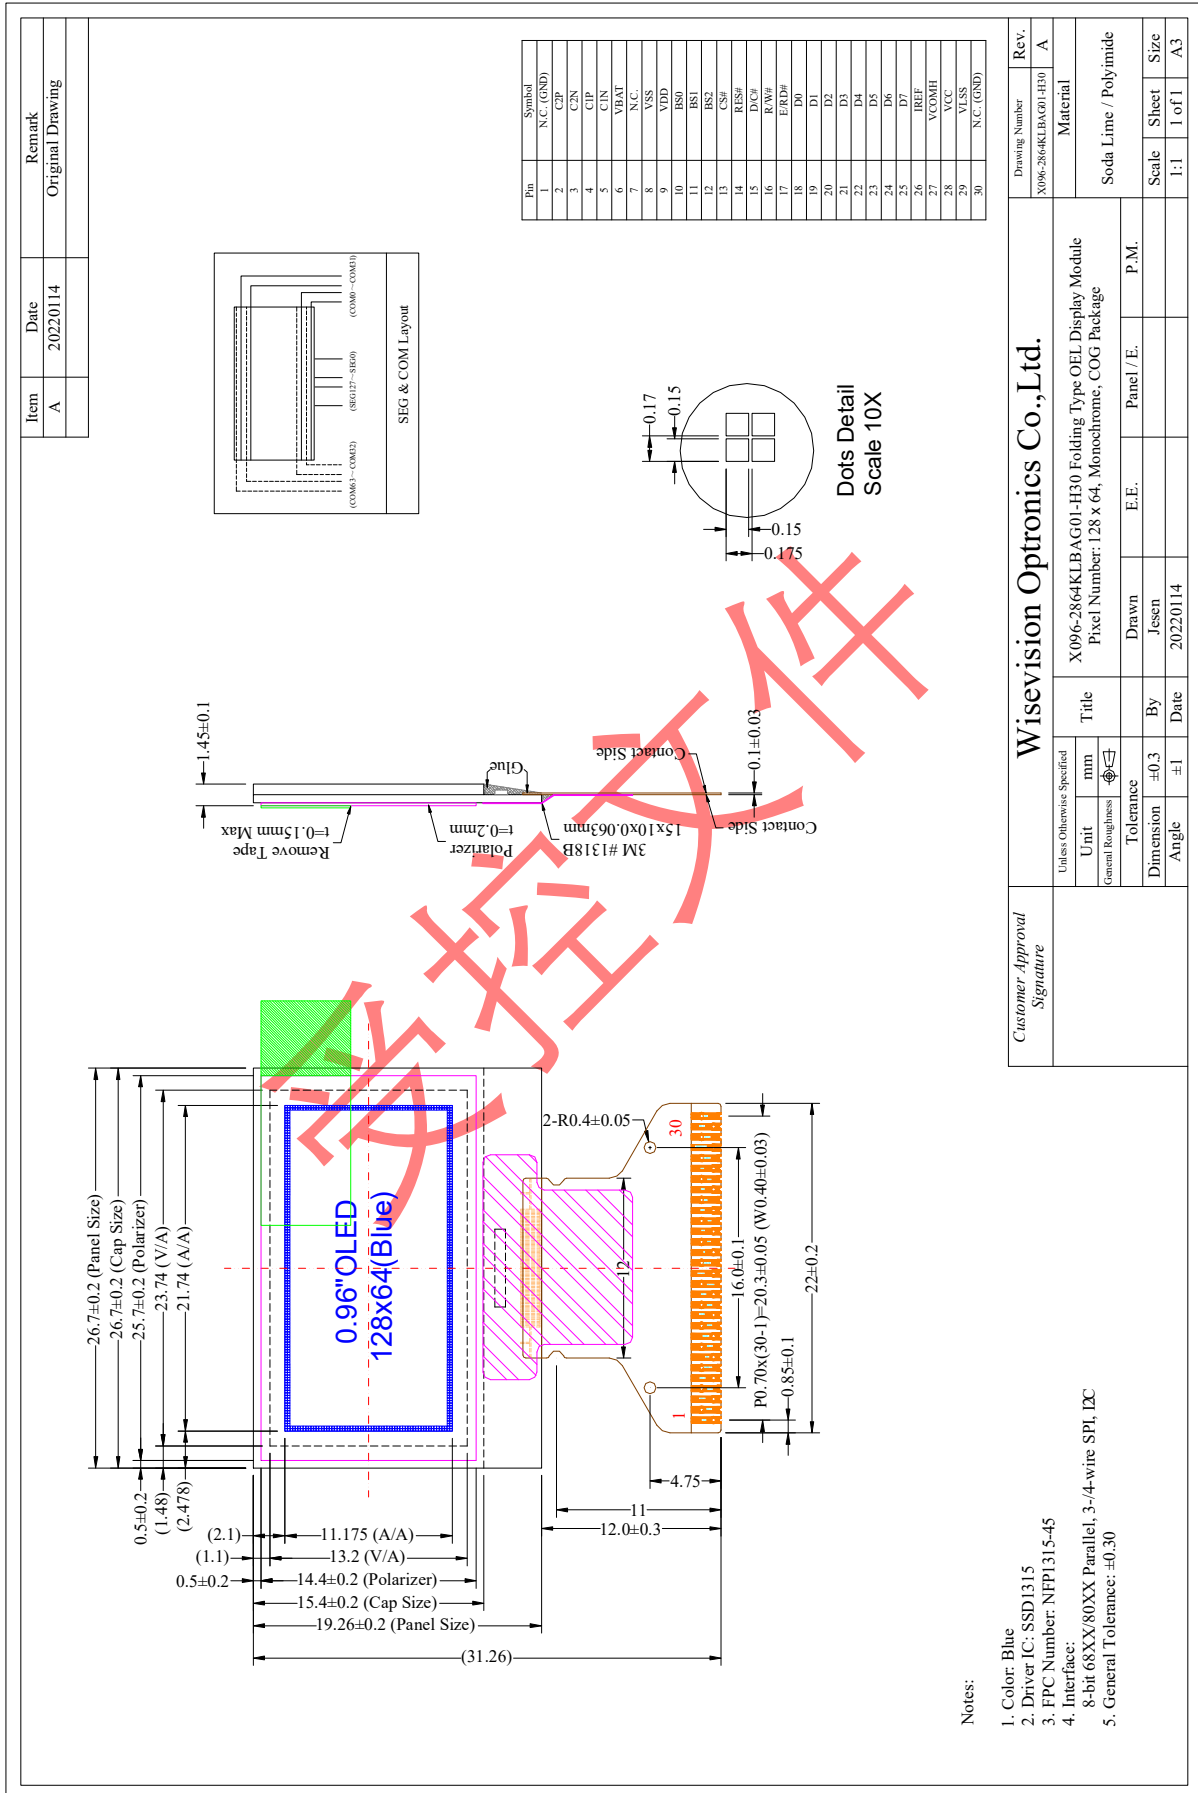 Item Date Remark
A 20220114 Original Drawing
26.7±0.2 (Panel Size)
26.7±0.2 (Cap Size)
25.7±0.2 (Polarizer)
23.74 (V/A)
21.74 (A/A)
0.5±0.2
(1.48)
(2.478)
(2.1)
11.175 (A/A)
(1.1)
13.2 (V/A)
0.5±0.2
14.4±0.2 (Polarizer)
15.4±0.2 (Cap Size)
19.26±0.2 (Panel Size)
(31.26)
0.96"OLED
128x64(Blue)
2-R0.4±0.05
12
1
30
16.0±0.1
P0.70x(30-1)=20.3±0.05 (W0.40±0.03)
0.85±0.1
22±0.2
4.75
11
12.0±0.3
1.45±0.1
Remove Tape
t=0.15mm Max
Polarizer
t=0.2mm
3M #1318B
15x10x0.063mm
Glue
Contact Side
Contact Side
0.1±0.03
(COM63~COM32)
(SEG127~SEG0)
(COM0~COM31)
SEG & COM Layout
0.17
0.15
0.15
0.175
Dots Detail
Scale 10X
Pin Symbol
1 N.C. (GND)
2 C2P
3 C2N
4 C1P
5 C1N
6 VBAT
7 N.C.
8 VSS
9 VDD
10 BS0
11 BS1
12 BS2
13 CS#
14 RES#
15 D/C#
16 R/W#
17 E/RD#
18 D0
19 D1
20 D2
21 D3
22 D4
23 D5
24 D6
25 D7
26 IREF
27 VCOMH
28 VCC
29 VLSS
30 N.C. (GND)
受控文件
Notes:
1. Color: Blue
2. Driver IC: SSD1315
3. FPC Number: NFP1315-45
4. Interface:
8-bit 68XX/80XX Parallel, 3-/4-wire SPI, I2C
5. General Tolerance: ±0.30
Customer Approval
Signature
Wisevision Optronics Co.,Ltd.
Drawing Number Rev.
X096-2864KLBAG01-H30 A
Unless Otherwise Specified
Unit mm
General Roughness
Tolerance
Dimension ±0.3
Angle ±1
Title
X096-2864KLBAG01-H30 Folding Type OEL Display Module
Pixel Number: 128 x 64, Monochrome, COG Package
Material
Soda Lime / Polyimide
Drawn E.E. Panel / E. P.M.
By Jesen
Date 20220114
Scale Sheet Size
1:1 1 of 1 A3